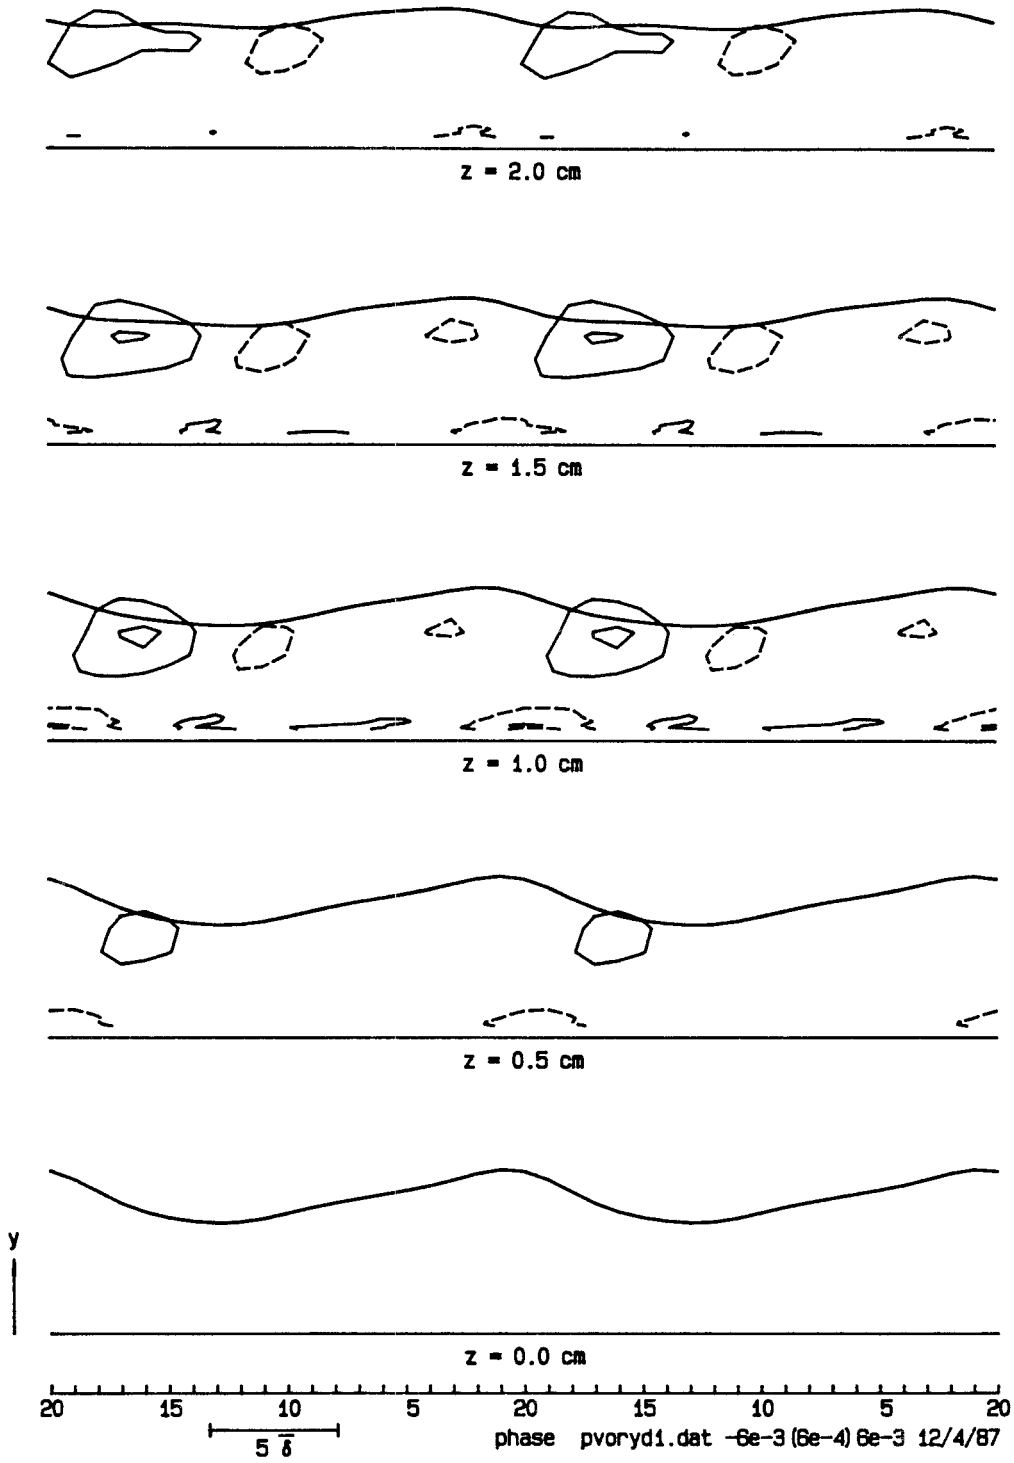 z = 2.0 cm
z = 1.5 cm
z = 1.0 cm
z = 0.5 cm
y
z = 0.0 cm
20 15 10 5 20 15 10 5 20
5 δ̅
phase pvoryd1.dat -6e-3(6e-4)6e-3 12/4/87